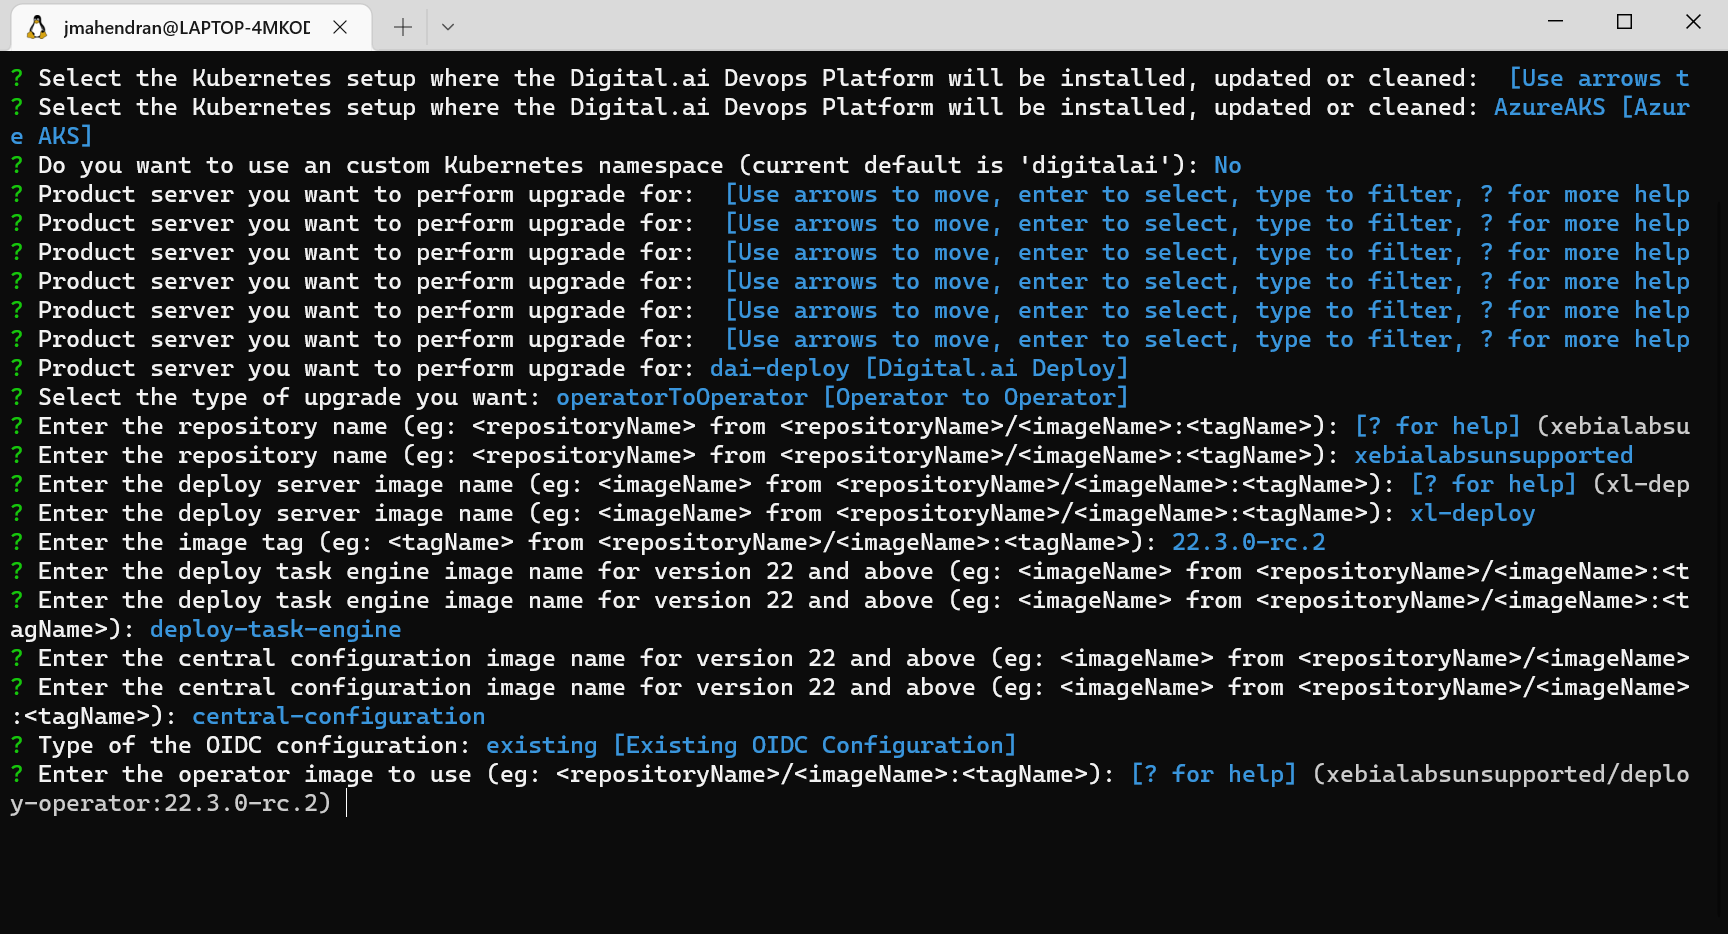 jmahendran@LAPTOP-4MKOD
? Select the Kubernetes setup where the Digital.ai Devops Platform will be installed, updated or cleaned:  [Use arrows t
? Select the Kubernetes setup where the Digital.ai Devops Platform will be installed, updated or cleaned: AzureAKS [Azur
e AKS]
? Do you want to use an custom Kubernetes namespace (current default is 'digitalai'): No
? Product server you want to perform upgrade for:  [Use arrows to move, enter to select, type to filter, ? for more help
? Product server you want to perform upgrade for:  [Use arrows to move, enter to select, type to filter, ? for more help
? Product server you want to perform upgrade for:  [Use arrows to move, enter to select, type to filter, ? for more help
? Product server you want to perform upgrade for:  [Use arrows to move, enter to select, type to filter, ? for more help
? Product server you want to perform upgrade for:  [Use arrows to move, enter to select, type to filter, ? for more help
? Product server you want to perform upgrade for:  [Use arrows to move, enter to select, type to filter, ? for more help
? Product server you want to perform upgrade for: dai-deploy [Digital.ai Deploy]
? Select the type of upgrade you want: operatorToOperator [Operator to Operator]
? Enter the repository name (eg: <repositoryName> from <repositoryName>/<imageName>:<tagName>): [? for help] (xebialabsu
? Enter the repository name (eg: <repositoryName> from <repositoryName>/<imageName>:<tagName>): xebialabsunsupported
? Enter the deploy server image name (eg: <imageName> from <repositoryName>/<imageName>:<tagName>): [? for help] (xl-dep
? Enter the deploy server image name (eg: <imageName> from <repositoryName>/<imageName>:<tagName>): xl-deploy
? Enter the image tag (eg: <tagName> from <repositoryName>/<imageName>:<tagName>): 22.3.0-rc.2
? Enter the deploy task engine image name for version 22 and above (eg: <imageName> from <repositoryName>/<imageName>:<t
? Enter the deploy task engine image name for version 22 and above (eg: <imageName> from <repositoryName>/<imageName>:<t
agName>): deploy-task-engine
? Enter the central configuration image name for version 22 and above (eg: <imageName> from <repositoryName>/<imageName>
? Enter the central configuration image name for version 22 and above (eg: <imageName> from <repositoryName>/<imageName>
:<tagName>): central-configuration
? Type of the OIDC configuration: existing [Existing OIDC Configuration]
? Enter the operator image to use (eg: <repositoryName>/<imageName>:<tagName>): [? for help] (xebialabsunsupported/deplo
y-operator:22.3.0-rc.2)